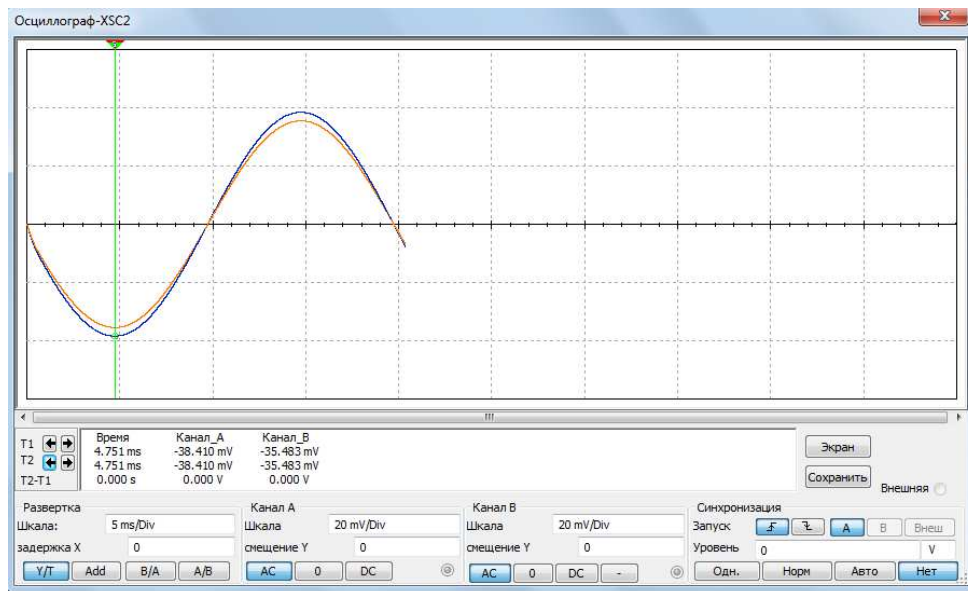 Осциллограф-XSC2
Время Канал_A Канал_B
T1 4.751 ms -38.410 mV -35.483 mV
T2 4.751 ms -38.410 mV -35.483 mV
T2-T1 0.000 s 0.000 V 0.000 V
Экран
Сохранить
Внешняя
Развертка
Шкала: 5 ms/Div
задержка X 0
Y/T Add B/A A/B
Канал A
Шкала 20 mV/Div
смещение Y 0
AC 0 DC
Канал B
Шкала 20 mV/Div
смещение Y 0
AC 0 DC -
Синхронизация
Запуск A B Внеш
Уровень 0 V
Одн. Норм Авто Нет